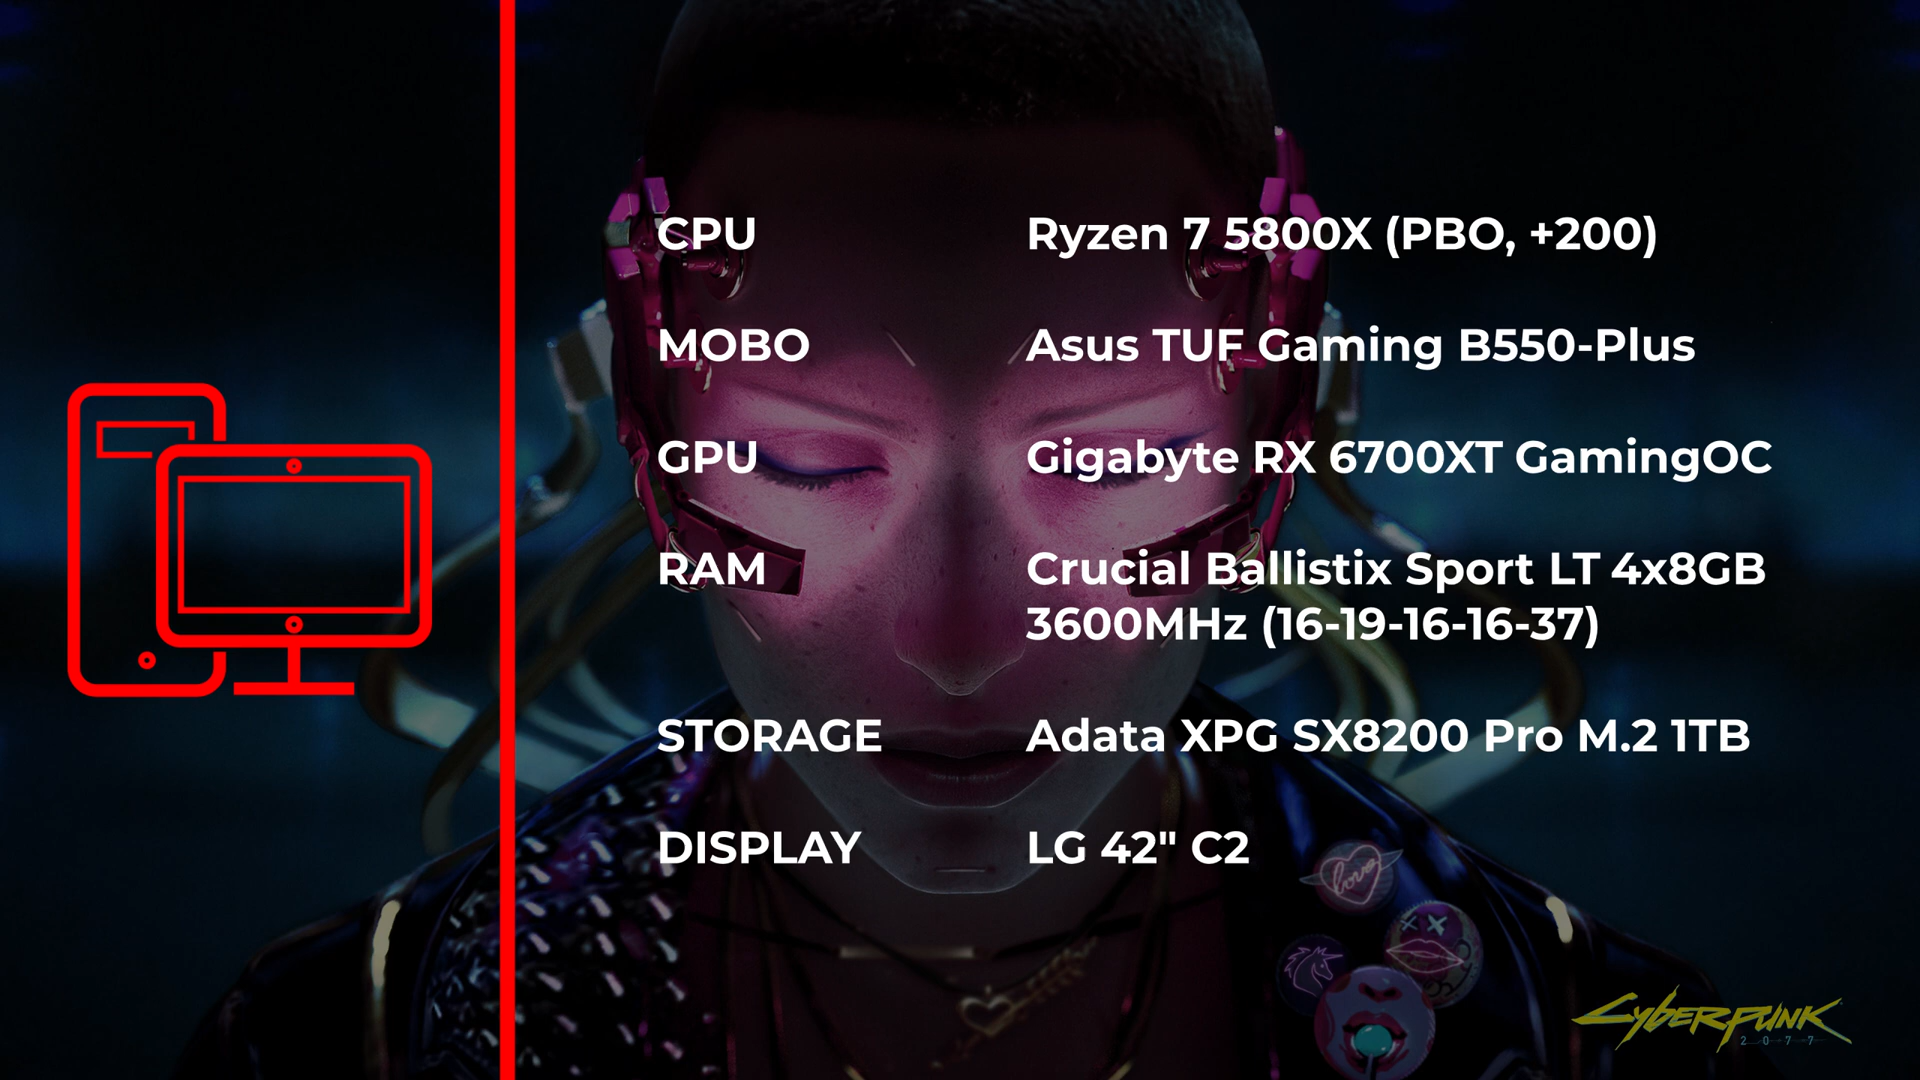 CPU Ryzen 7 5800X (PBO, +200)
MOBO Asus TUF Gaming B550-Plus
GPU Gigabyte RX 6700XT GamingOC
RAM Crucial Ballistix Sport LT 4x8GB
3600MHz (16-19-16-16-37)
STORAGE Adata XPG SX8200 Pro M.2 1TB
DISPLAY LG 42" C2
love
CYBERPUNK
2077